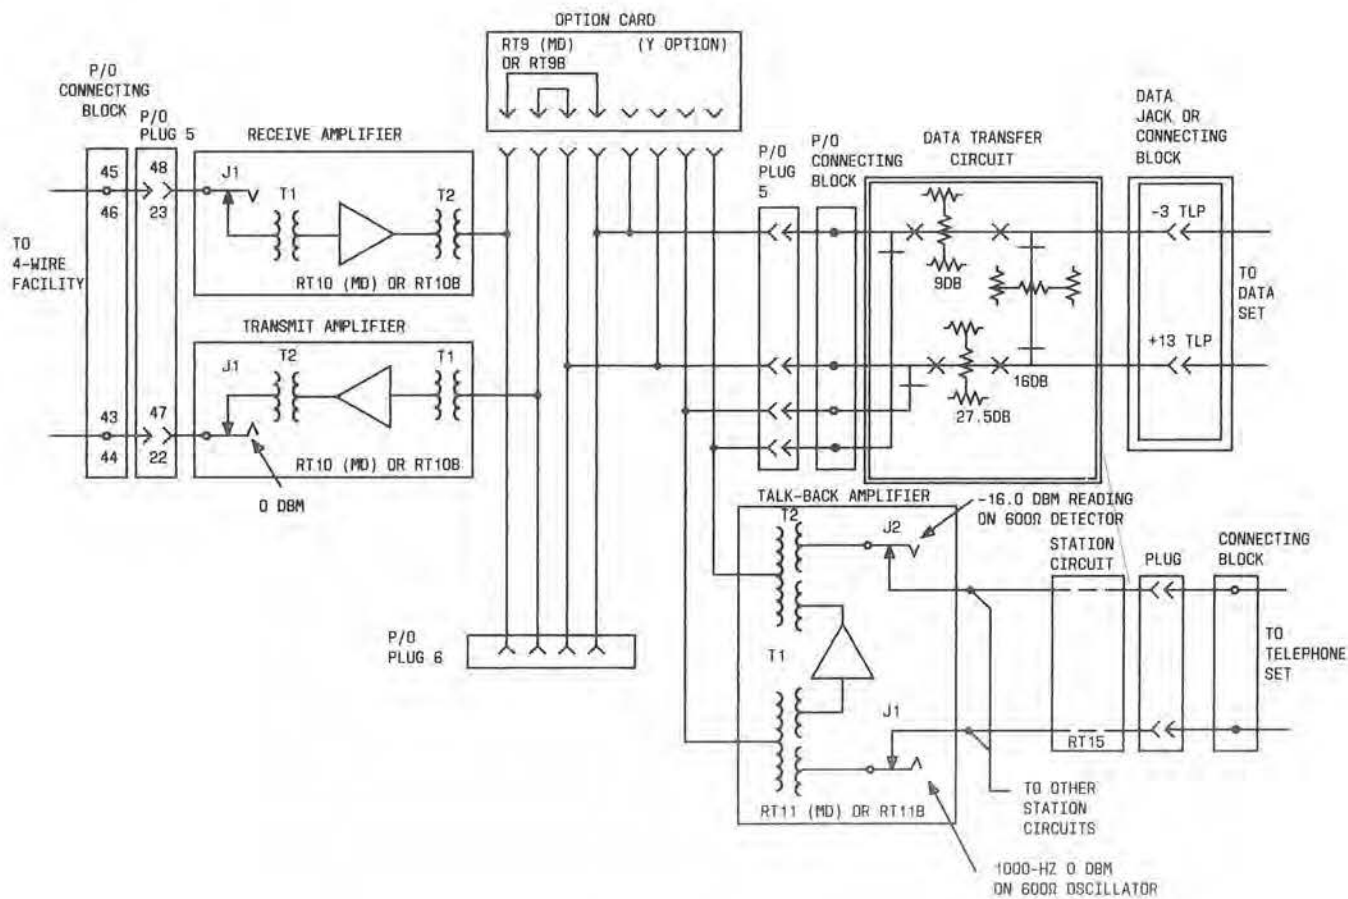 OPTION CARD
RT9 (MD)
OR RT9B
(Y OPTION)
P/O
CONNECTING
BLOCK
P/O
PLUG 5
RECEIVE AMPLIFIER
45
46
48
23
J1
T1
T2
RT10 (MD) OR RT10B
TO
4-WIRE
FACILITY
TRANSMIT AMPLIFIER
43
44
47
22
J1
T2
T1
RT10 (MD) OR RT10B
0 DBM
P/O
PLUG 6
P/O
PLUG
5
P/O
CONNECTING
BLOCK
DATA TRANSFER
CIRCUIT
9DB
16DB
27.5DB
DATA
JACK OR
CONNECTING
BLOCK
-3 TLP
+13 TLP
TO
DATA
SET
TALK-BACK AMPLIFIER
T2
J2
T1
J1
RT11 (MD) OR RT11B
-16.0 DBM READING
ON 600Ω DETECTOR
STATION
CIRCUIT
RT15
PLUG
CONNECTING
BLOCK
TO
TELEPHONE
SET
TO OTHER
STATION
CIRCUITS
1000-HZ 0 DBM
ON 600Ω OSCILLATOR